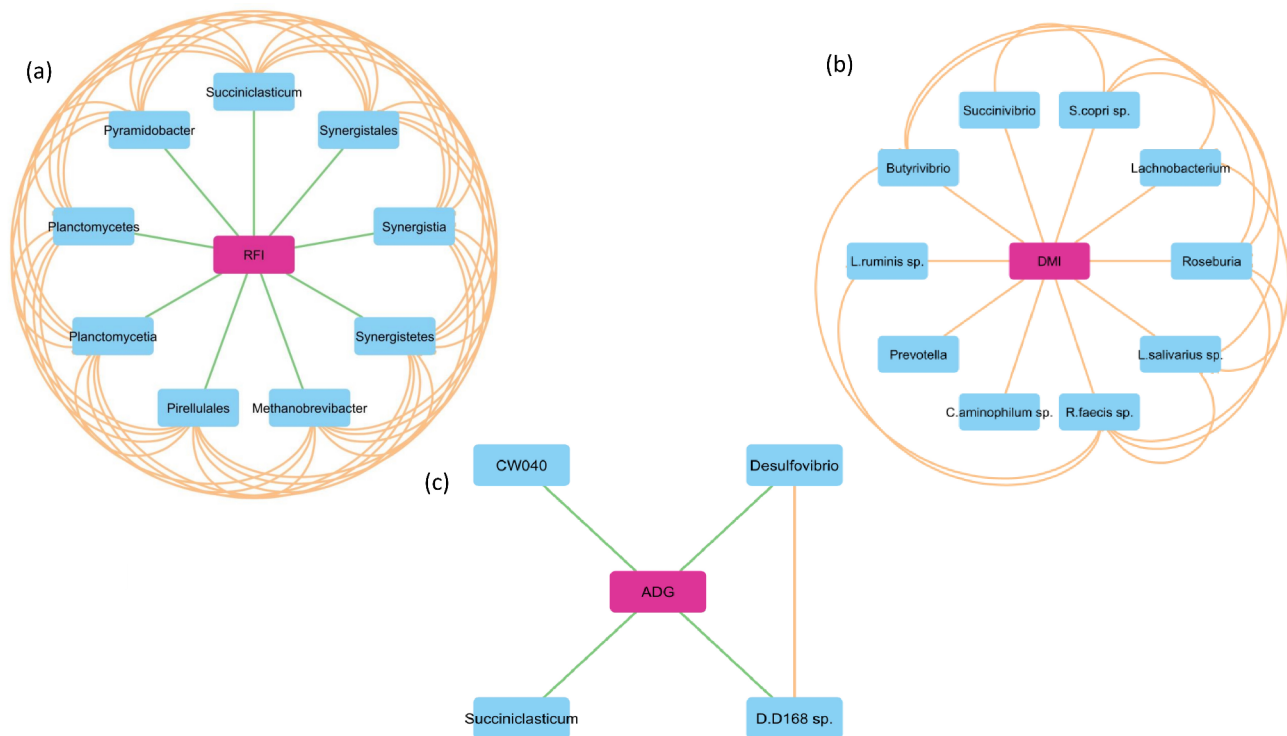 (a)
Succiniclasticum
Pyramidobacter
Synergistales
Planctomycetes
Synergistia
RFI
Planctomycetia
Synergistetes
Pirellulales
Methanobrevibacter
(b)
Succinivibrio
S.copri sp.
Butyrivibrio
Lachnobacterium
L.ruminis sp.
DMI
Roseburia
Prevotella
L.salivarius sp.
C.aminophilum sp.
R.faecis sp.
(c)
CW040
Desulfovibrio
ADG
Succiniclasticum
D.D168 sp.